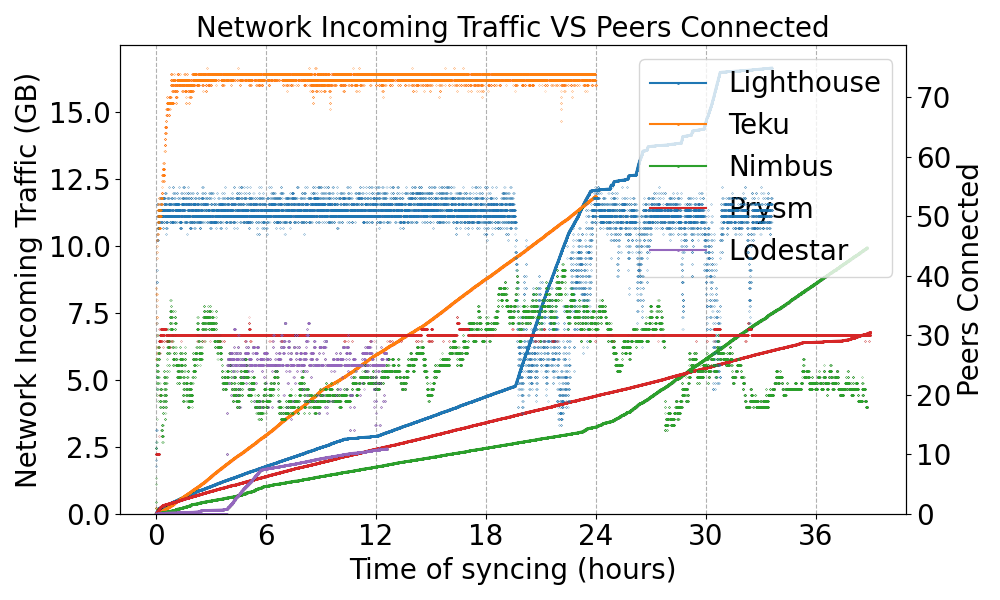 Network Incoming Traffic VS Peers Connected
Network  Incoming Traffic (GB)
15.0
12.5
10.0
7.5
5.0
2.5
0.0
Lighthouse
Teku
Nimbus
Prysm
Lodestar
70
60
50
40
30
20
10
0
Peers Connected
0 6 12 18 24 30 36
Time of syncing (hours)